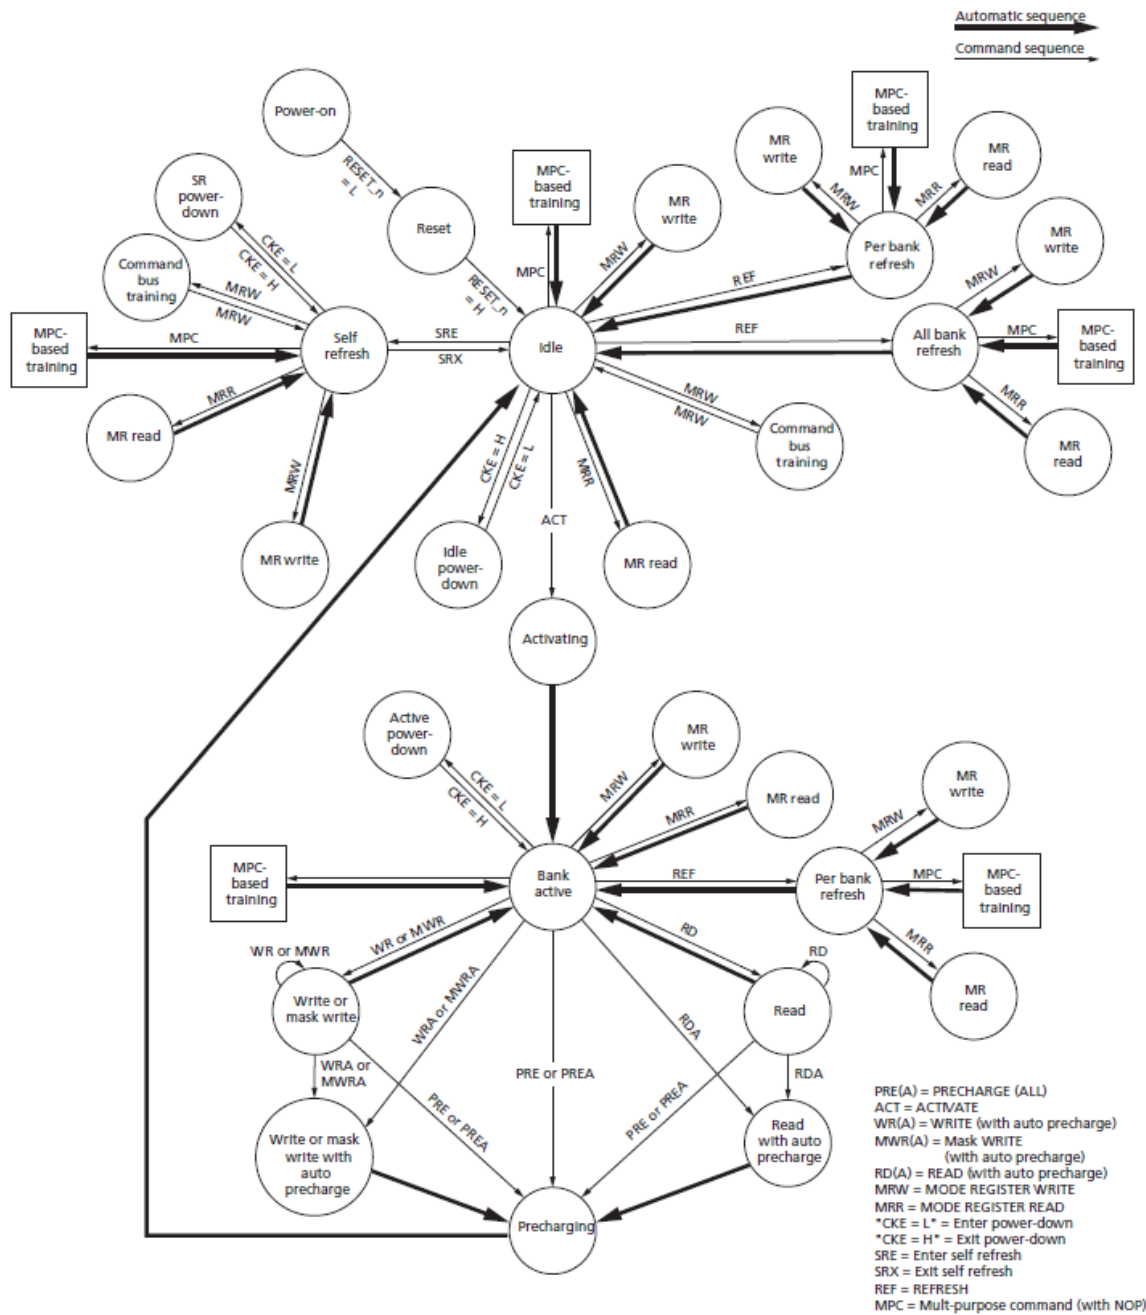 Automatic sequence
Command sequence
Power-on
RESET_n
= L
Reset
RESET_n
= H
SR
power-
down
CKE = L
CKE = H
Command
bus
training
MRW
MRW
MPC-
based
training
MPC
Self
refresh
SRE
SRX
MRR
MR read
MRW
MR write
MPC-
based
training
MPC
MR
write
MRW
Idle
MR
write
MRW
MPC-
based
training
MPC
MR
read
MRR
Per bank
refresh
REF
REF
All bank
refresh
MR
write
MRW
MPC
MPC-
based
training
MRR
MR
read
MRW
MRW
Command
bus
training
CKE = H
CKE = L
Idle
power-
down
MRR
MR read
ACT
Activating
Active
power-
down
CKE = L
CKE = H
MR
write
MRW
MR read
MRR
MPC-
based
training
Bank
active
REF
Per bank
refresh
MR
write
MRW
MPC
MPC-
based
training
MRR
MR
read
WR or MWR
WR or MWR
Write or
mask write
WRA or MWRA
WRA or
MWRA
PRE or PREA
PRE or PREA
RD
RD
Read
RDA
RDA
PRE or PREA
Write or mask
write with
auto
precharge
Read
with auto
precharge
Precharging
PRE(A) = PRECHARGE (ALL)
ACT = ACTIVATE
WR(A) = WRITE (with auto precharge)
MWR(A) = Mask WRITE
(with auto precharge)
RD(A) = READ (with auto precharge)
MRW = MODE REGISTER WRITE
MRR = MODE REGISTER READ
"CKE = L" = Enter power-down
"CKE = H" = Exit power-down
SRE = Enter self refresh
SRX = Exit self refresh
REF = REFRESH
MPC = Mult-purpose command (with NOP)